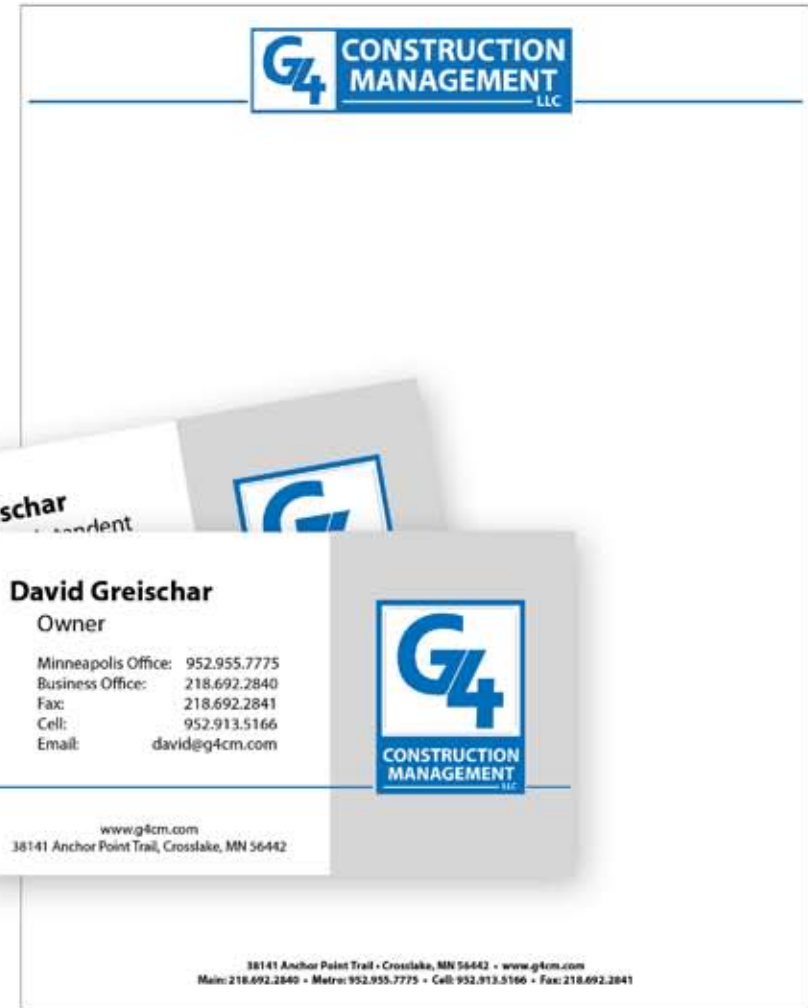 G4 CONSTRUCTION
MANAGEMENT
LLC
schar
G4
David Greischar
Owner
Minneapolis Office: 952.955.7775
Business Office: 218.692.2840
Fax: 218.692.2841
Cell: 952.913.5166
Email: david@g4cm.com
G4
CONSTRUCTION
MANAGEMENT
LLC
www.g4cm.com
38141 Anchor Point Trail, Crosslake, MN 56442
38141 Anchor Point Trail • Crosslake, MN 56442 • www.g4cm.com
Main: 218.692.2840 • Metro: 952.955.7775 • Cell: 952.913.5166 • Fax: 218.692.2841